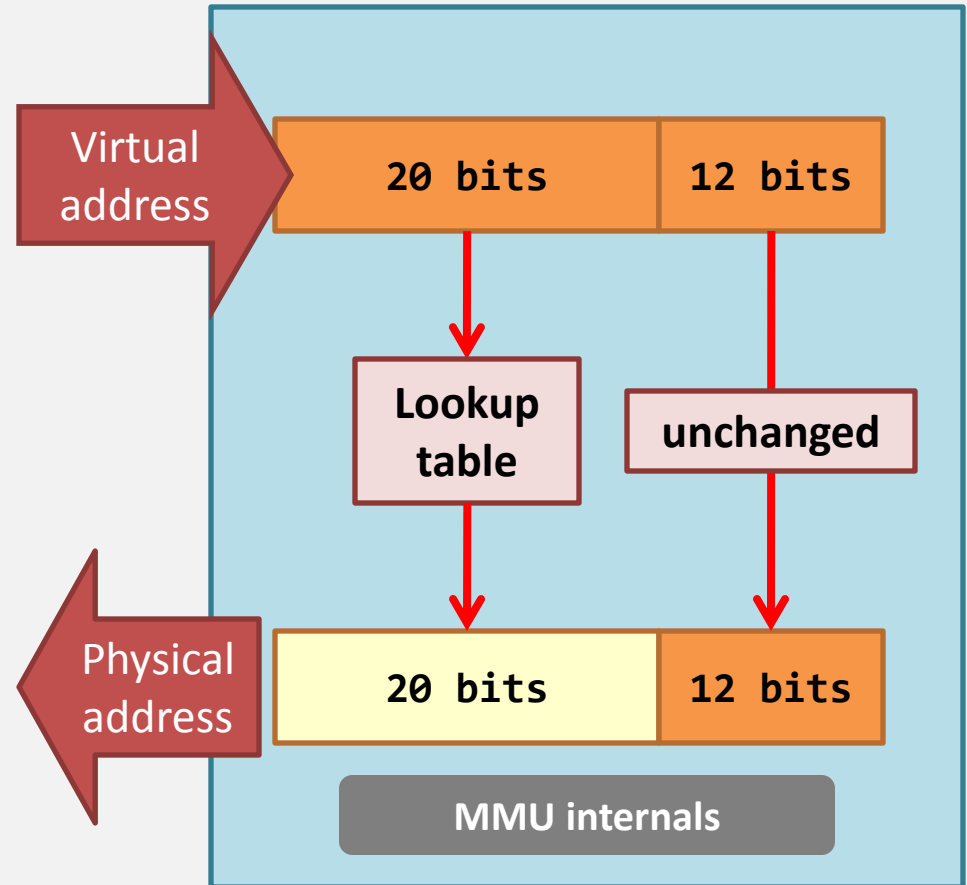 Virtual
address
20 bits
12 bits
Lookup
table
unchanged
Physical
address
20 bits
12 bits
MMU internals